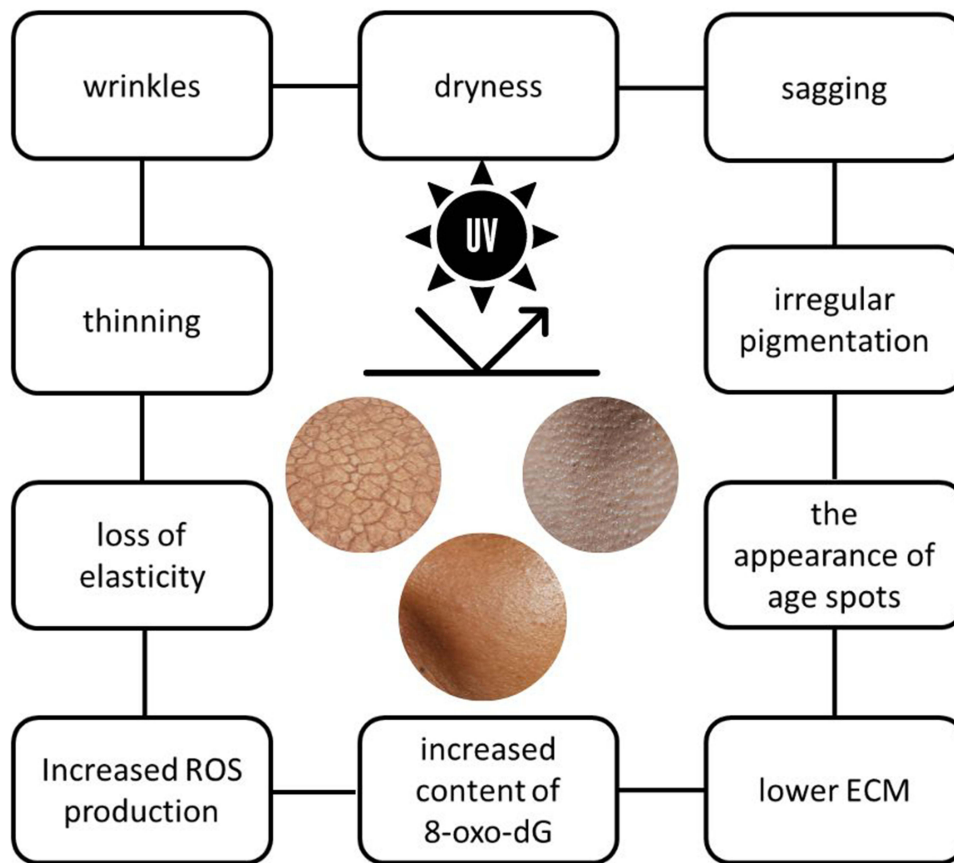 wrinkles
dryness
sagging
UV
thinning
irregular
pigmentation
loss of
elasticity
the
appearance of
age spots
Increased ROS
production
increased
content of
8-oxo-dG
lower ECM